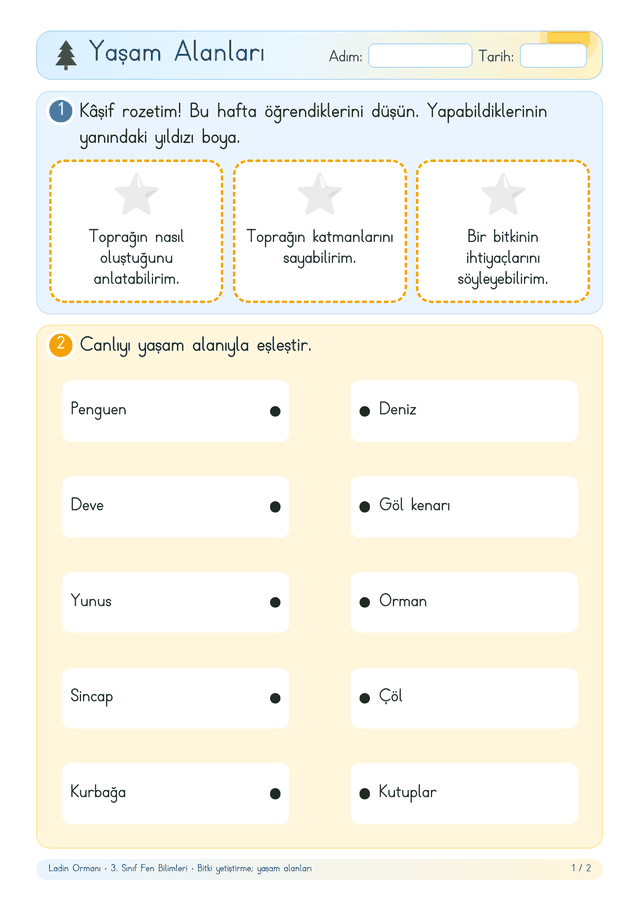 Yaşam Alanları
Adım:
Tarih:
1 Kâşif rozetim! Bu hafta öğrendiklerini düşün. Yapabildiklerinin
yanındaki yıldızı boya.
Toprağın nasıl
oluştuğunu
anlatabilirim.
Toprağın katmanlarını
sayabilirim.
Bir bitkinin
ihtiyaçlarını
söyleyebilirim.
2 Canlıyı yaşam alanıyla eşleştir.
Penguen
Deniz
Deve
Göl kenarı
Yunus
Orman
Sincap
Çöl
Kurbağa
Kutuplar
Ladin Ormanı • 3. Sınıf Fen Bilimleri • Bitki yetiştirme; yaşam alanları
1 / 2